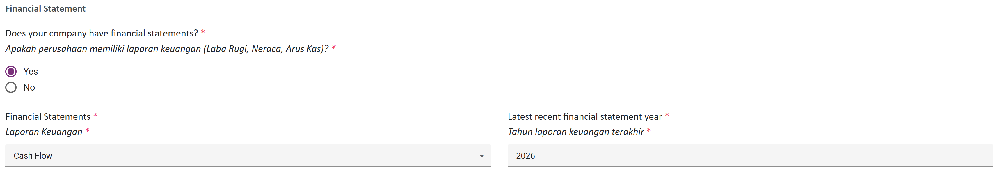 Financial Statement
Does your company have financial statements? *
Apakah perusahaan memiliki laporan keuangan (Laba Rugi, Neraca, Arus Kas)? *
Yes
No
Financial Statements *
Laporan Keuangan *
Cash Flow
Latest recent financial statement year *
Tahun laporan keuangan terakhir *
2026